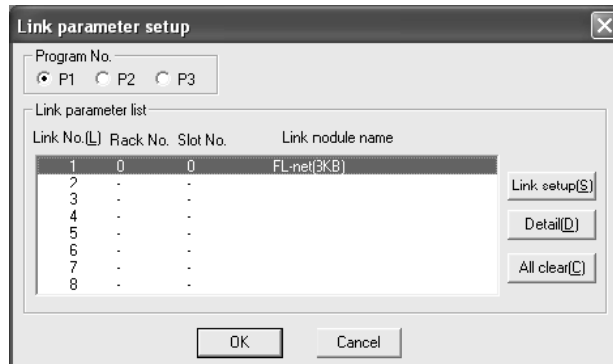 Link parameter setup
Program No.
P1 P2 P3
Link parameter list
Link No.(L) Rack No. Slot No. Link nodule name
1 0 0 FL-net(3KB)
2 - -
3 - -
4 - -
5 - -
6 - -
7 - -
8 - -
Link setup(S)
Detail(D)
All clear(C)
OK Cancel